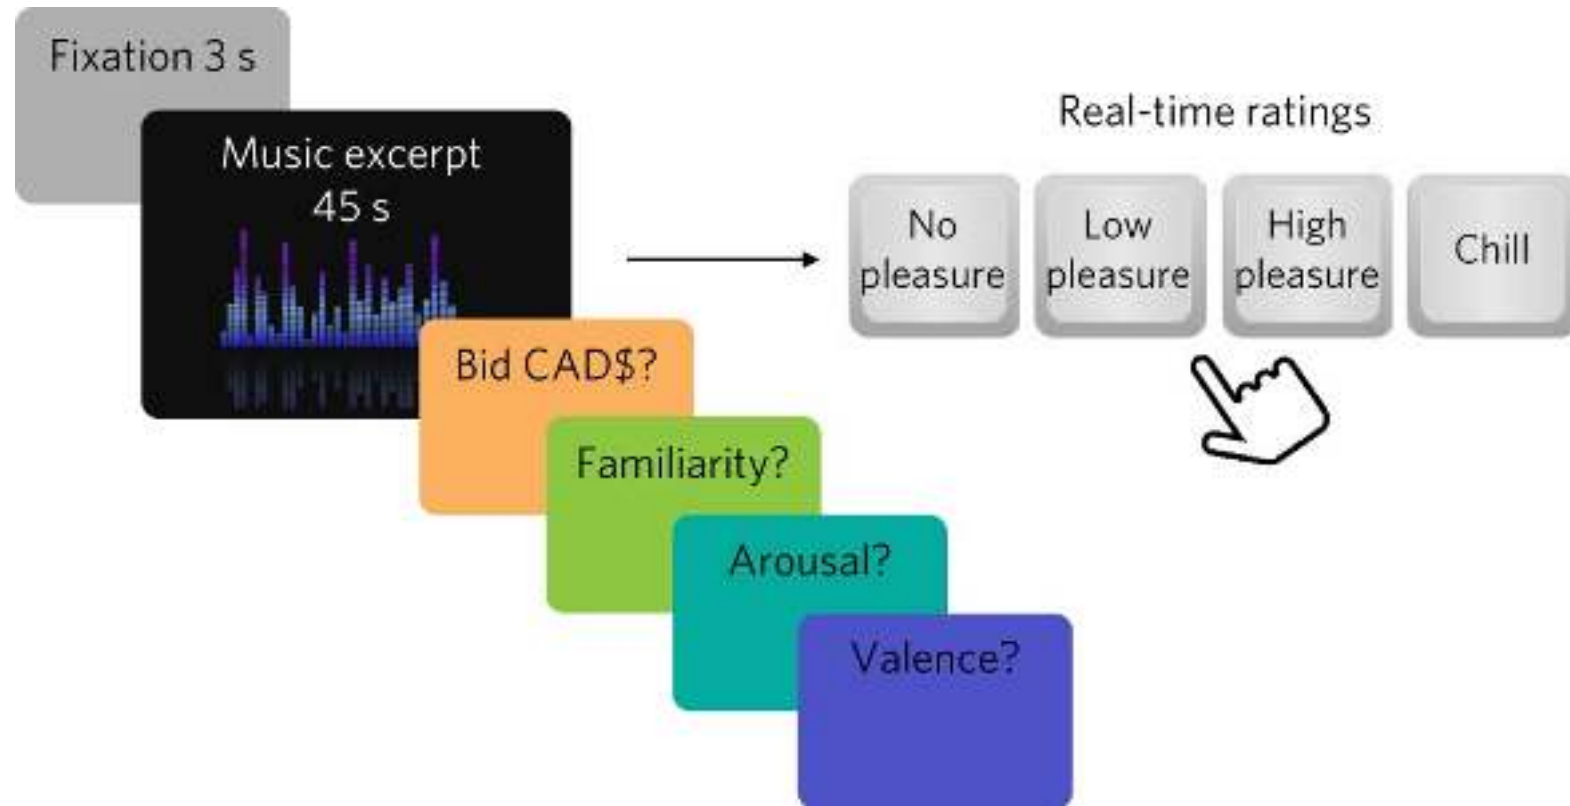 Fixation 3 s
Music excerpt
45 s
Bid CAD$?
Familiarity?
Arousal?
Valence?
Real-time ratings
No
pleasure
Low
pleasure
High
pleasure
Chill